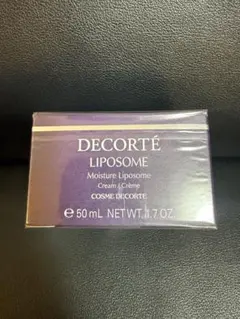 DECORTÉ
LIPOSOME
Moisture Liposome
Cream / Crème
COSME DECORTE
℮ 50 mL NET WT. 1.7 OZ